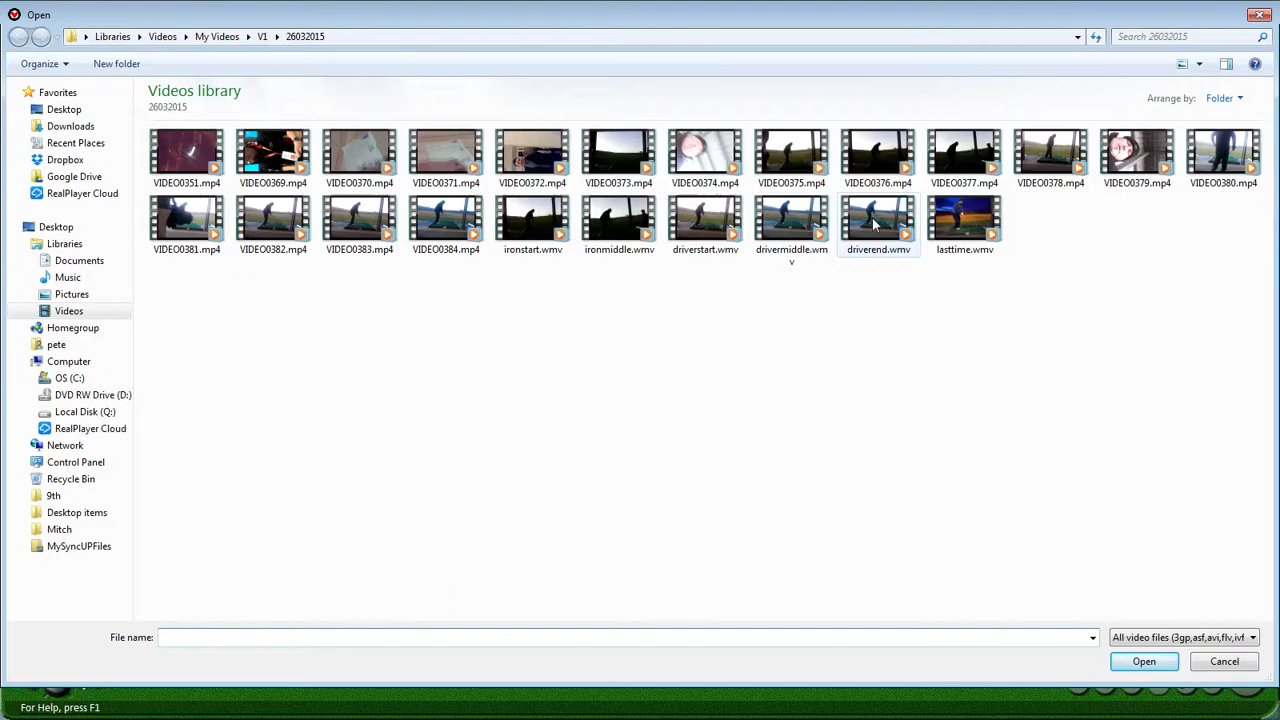 Open
Libraries Videos My Videos V1 26032015
Search 26032015
Organize New folder
Videos library
26032015
Arrange by: Folder
Favorites
Desktop
Downloads
Recent Places
Dropbox
Google Drive
RealPlayer Cloud
Desktop
Libraries
Documents
Music
Pictures
Videos
Homegroup
pete
Computer
OS (C:)
DVD RW Drive (D:)
Local Disk (Q:)
RealPlayer Cloud
Network
Control Panel
Recycle Bin
9th
Desktop items
Mitch
MySyncUPFiles
VIDEO0351.mp4 VIDEO0369.mp4 VIDEO0370.mp4 VIDEO0371.mp4 VIDEO0372.mp4 VIDEO0373.mp4 VIDEO0374.mp4 VIDEO0375.mp4 VIDEO0376.mp4 VIDEO0377.mp4 VIDEO0378.mp4 VIDEO0379.mp4 VIDEO0380.mp4
VIDEO0381.mp4 VIDEO0382.mp4 VIDEO0383.mp4 VIDEO0384.mp4 ironstart.wmv ironmiddle.wmv driverstart.wmv drivermiddle.wm driverend.wmv lasttime.wmv
v
File name: All video files (3gp,asf,avi,flv,ivf
Open Cancel
For Help, press F1